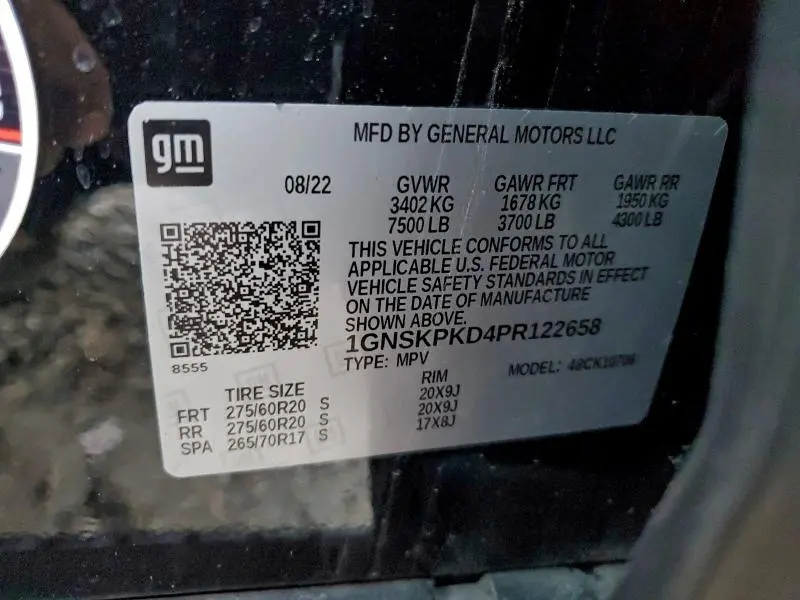 gm
MFD BY GENERAL MOTORS LLC
08/22
GVWR GAWR FRT GAWR RR
3402 KG 1678 KG 1950 KG
7500 LB 3700 LB 4300 LB
THIS VEHICLE CONFORMS TO ALL
APPLICABLE U.S. FEDERAL MOTOR
VEHICLE SAFETY STANDARDS IN EFFECT
ON THE DATE OF MANUFACTURE
SHOWN ABOVE.
1GNSKPKD4PR122658
8555
TYPE: MPV MODEL:
TIRE SIZE RIM
FRT 275/60R20 S 20X9J
RR 275/60R20 S 20X9J
SPA 265/70R17 S 17X8J